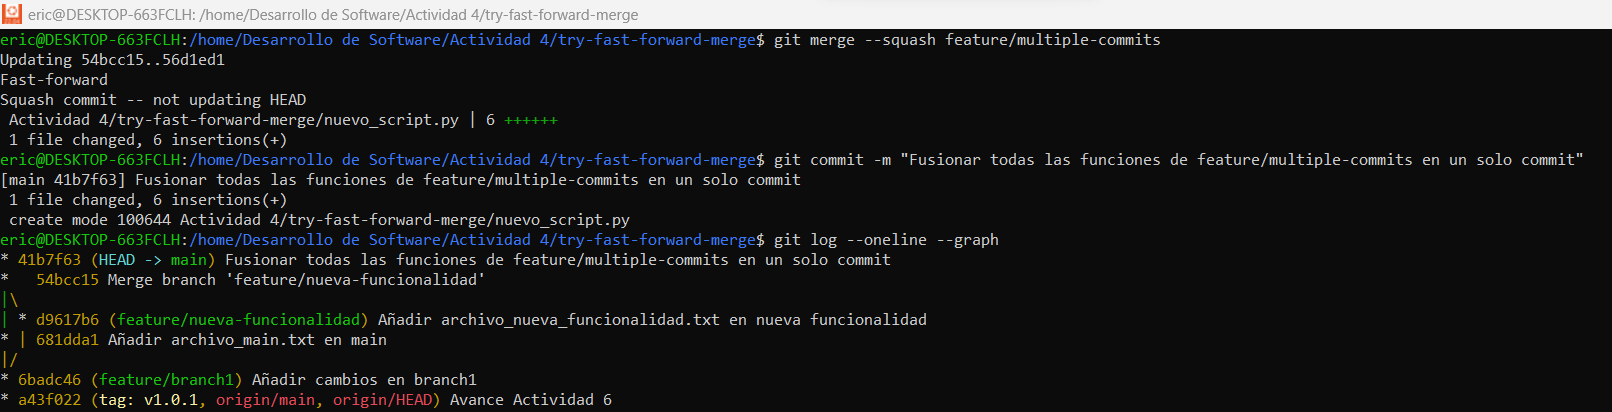 eric@DESKTOP-663FCLH: /home/Desarrollo de Software/Actividad 4/try-fast-forward-merge
eric@DESKTOP-663FCLH:/home/Desarrollo de Software/Actividad 4/try-fast-forward-merge$ git merge --squash feature/multiple-commits
Updating 54bcc15..56d1ed1
Fast-forward
Squash commit -- not updating HEAD
 Actividad 4/try-fast-forward-merge/nuevo_script.py | 6 ++++++
 1 file changed, 6 insertions(+)
eric@DESKTOP-663FCLH:/home/Desarrollo de Software/Actividad 4/try-fast-forward-merge$ git commit -m "Fusionar todas las funciones de feature/multiple-commits en un solo commit"
[main 41b7f63] Fusionar todas las funciones de feature/multiple-commits en un solo commit
 1 file changed, 6 insertions(+)
 create mode 100644 Actividad 4/try-fast-forward-merge/nuevo_script.py
eric@DESKTOP-663FCLH:/home/Desarrollo de Software/Actividad 4/try-fast-forward-merge$ git log --oneline --graph
* 41b7f63 (HEAD -> main) Fusionar todas las funciones de feature/multiple-commits en un solo commit
*   54bcc15 Merge branch 'feature/nueva-funcionalidad'
|\
| * d9617b6 (feature/nueva-funcionalidad) Añadir archivo_nueva_funcionalidad.txt en nueva funcionalidad
* | 681dda1 Añadir archivo_main.txt en main
|/
* 6badc46 (feature/branch1) Añadir cambios en branch1
* a43f022 (tag: v1.0.1, origin/main, origin/HEAD) Avance Actividad 6